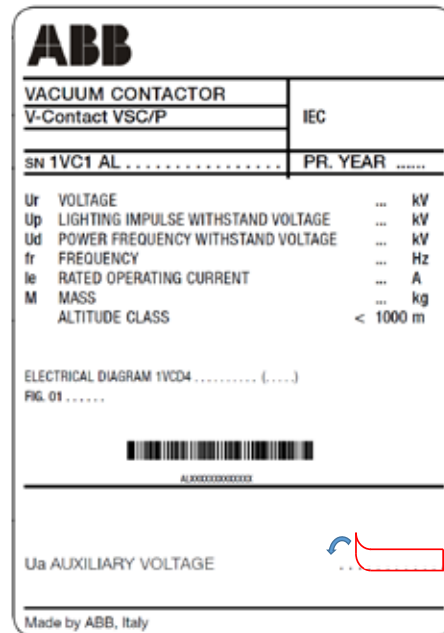 ABB
VACUUM CONTACTOR
V-Contact VSC/P
IEC
SN 1VC1 AL . . . . . . . . . . . . . . . . PR. YEAR ......
Ur VOLTAGE ... kV
Up LIGHTING IMPULSE WITHSTAND VOLTAGE ... kV
Ud POWER FREQUENCY WITHSTAND VOLTAGE ... kV
fr FREQUENCY ... Hz
Ie RATED OPERATING CURRENT ... A
M MASS ... kg
ALTITUDE CLASS < 1000 m
ELECTRICAL DIAGRAM 1VCD4 . . . . . . . . . . (. . . . .)
FIG. 01 . . . . . .
Ua AUXILIARY VOLTAGE . . . . . . . . . . .
Made by ABB, Italy